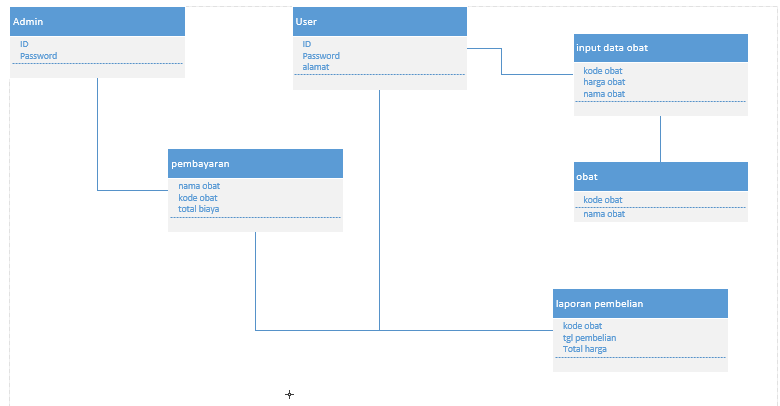 Admin
ID
Password
User
ID
Password
alamat
input data obat
kode obat
harga obat
nama obat
pembayaran
nama obat
kode obat
total biaya
obat
kode obat
nama obat
laporan pembelian
kode obat
tgl pembelian
Total harga